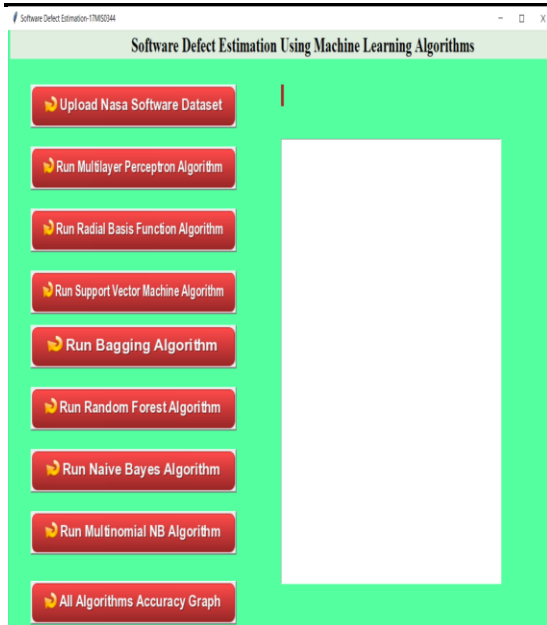 Software Defect Estimation-17MIS0344
Software Defect Estimation Using Machine Learning Algorithms
Upload Nasa Software Dataset
Run Multilayer Perceptron Algorithm
Run Radial Basis Function Algorithm
Run Support Vector Machine Algorithm
Run Bagging Algorithm
Run Random Forest Algorithm
Run Naive Bayes Algorithm
Run Multinomial NB Algorithm
All Algorithms Accuracy Graph